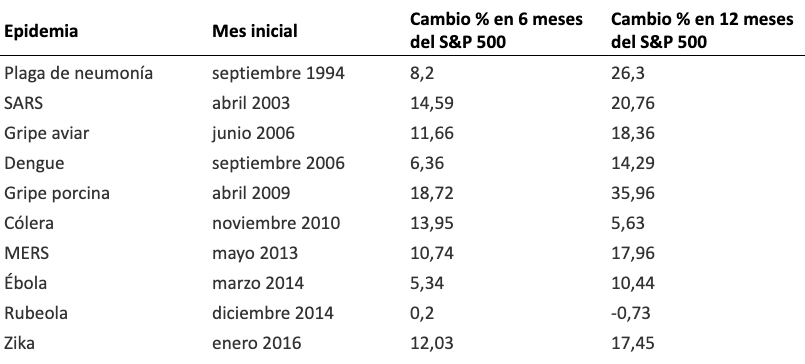 Epidemia Mes inicial Cambio % en 6 meses del S&P 500 Cambio % en 12 meses del S&P 500
Plaga de neumonía septiembre 1994 8,2 26,3
SARS abril 2003 14,59 20,76
Gripe aviar junio 2006 11,66 18,36
Dengue septiembre 2006 6,36 14,29
Gripe porcina abril 2009 18,72 35,96
Cólera noviembre 2010 13,95 5,63
MERS mayo 2013 10,74 17,96
Ébola marzo 2014 5,34 10,44
Rubeola diciembre 2014 0,2 -0,73
Zika enero 2016 12,03 17,45